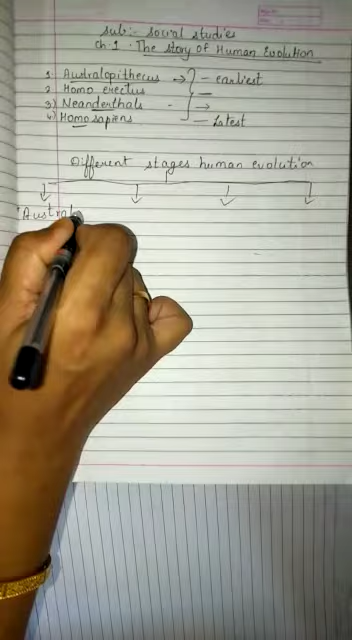 Sub:- Social studies
Ch-1 The story of Human Evolution
1) Australopithecus → - earliest
2 Homo erectus -
3) Neanderthals - →
4) Homo sapiens - Latest
Different stages human evolution
Austral